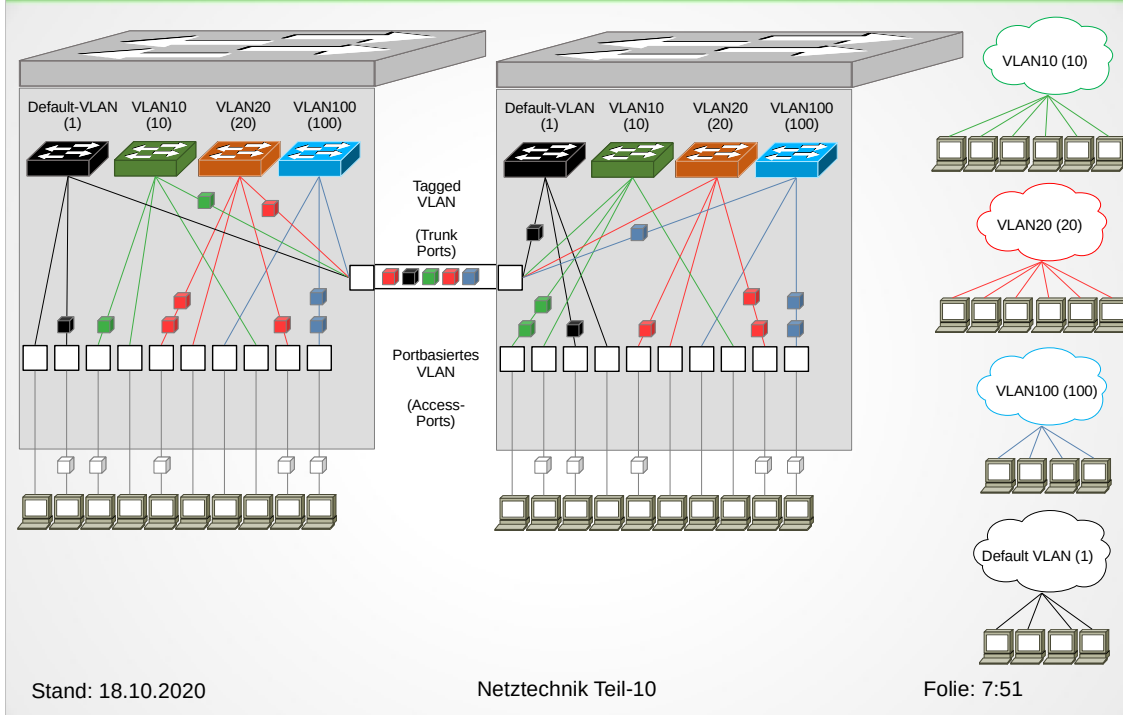 Default-VLAN
(1)
VLAN10
(10)
VLAN20
(20)
VLAN100
(100)
Tagged
VLAN
(Trunk
Ports)
Portbasiertes
VLAN
(Access-
Ports)
Default-VLAN
(1)
VLAN10
(10)
VLAN20
(20)
VLAN100
(100)
VLAN10 (10)
VLAN20 (20)
VLAN100 (100)
Default VLAN (1)
Stand: 18.10.2020
Netztechnik Teil-10
Folie: 7:51